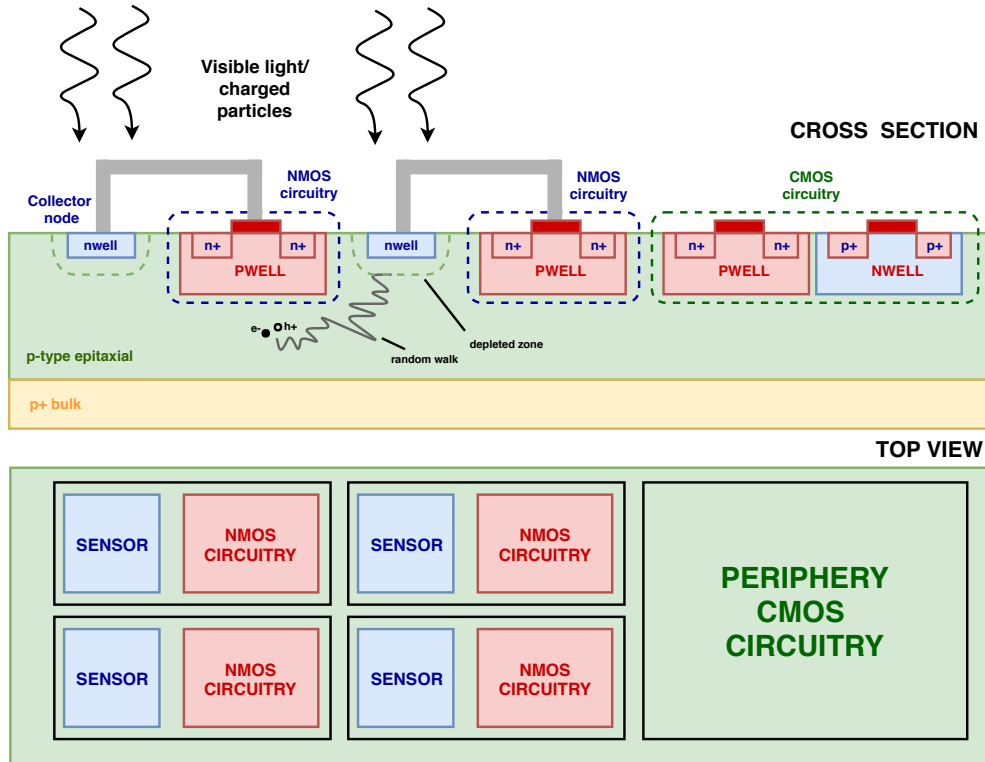 Visible light/
charged
particles
CROSS SECTION
Collector
node
NMOS
circuitry
NMOS
circuitry
CMOS
circuitry
nwell
n+
n+
PWELL
nwell
n+
n+
PWELL
n+
n+
PWELL
p+
p+
NWELL
e-
h+
random walk
depleted zone
p-type epitaxial
p+ bulk
TOP VIEW
SENSOR
NMOS
CIRCUITRY
SENSOR
NMOS
CIRCUITRY
SENSOR
NMOS
CIRCUITRY
SENSOR
NMOS
CIRCUITRY
PERIPHERY
CMOS
CIRCUITRY